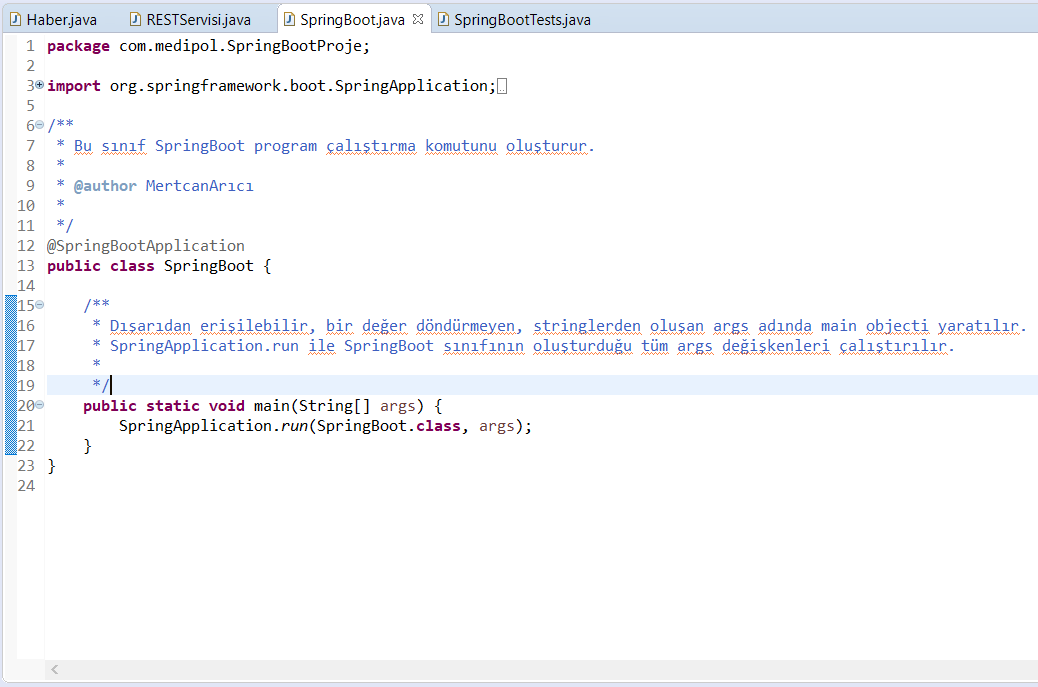 Haber.java RESTServisi.java SpringBoot.java SpringBootTests.java
1 package com.medipol.SpringBootProje;
2
3 import org.springframework.boot.SpringApplication;
5
6 /**
7 * Bu sınıf SpringBoot program çalıştırma komutunu oluşturur.
8 *
9 * @author MertcanArıcı
10 *
11 */
12 @SpringBootApplication
13 public class SpringBoot {
14
15 /**
16 * Dışarıdan erişilebilir, bir değer döndürmeyen, stringlerden oluşan args adında main objecti yaratılır.
17 * SpringApplication.run ile SpringBoot sınıfının oluşturduğu tüm args değişkenleri çalıştırılır.
18 *
19 */
20 public static void main(String[] args) {
21 SpringApplication.run(SpringBoot.class, args);
22 }
23 }
24